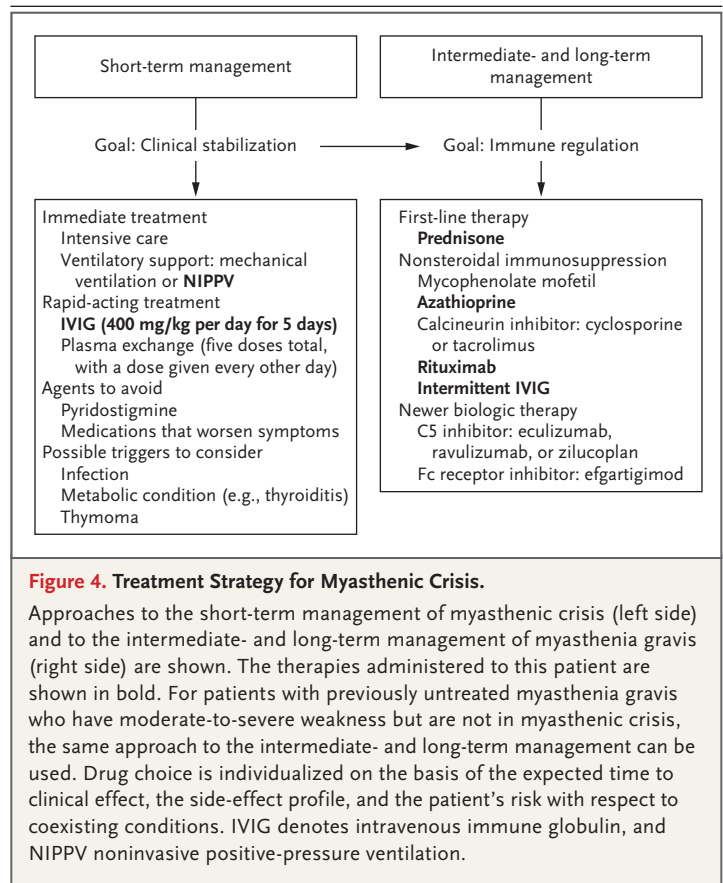 Short-term management
Intermediate- and long-term
management
Goal: Clinical stabilization
Goal: Immune regulation
Immediate treatment
Intensive care
Ventilatory support: mechanical
ventilation or NIPPV
Rapid-acting treatment
IVIG (400 mg/kg per day for 5 days)
Plasma exchange (five doses total,
with a dose given every other day)
Agents to avoid
Pyridostigmine
Medications that worsen symptoms
Possible triggers to consider
Infection
Metabolic condition (e.g., thyroiditis)
Thymoma
First-line therapy
Prednisone
Nonsteroidal immunosuppression
Mycophenolate mofetil
Azathioprine
Calcineurin inhibitor: cyclosporine
or tacrolimus
Rituximab
Intermittent IVIG
Newer biologic therapy
C5 inhibitor: eculizumab,
ravulizumab, or zilucoplan
Fc receptor inhibitor: efgartigimod
Figure 4. Treatment Strategy for Myasthenic Crisis.
Approaches to the short-term management of myasthenic crisis (left side)
and to the intermediate- and long-term management of myasthenia gravis
(right side) are shown. The therapies administered to this patient are
shown in bold. For patients with previously untreated myasthenia gravis
who have moderate-to-severe weakness but are not in myasthenic crisis,
the same approach to the intermediate- and long-term management can be
used. Drug choice is individualized on the basis of the expected time to
clinical effect, the side-effect profile, and the patient's risk with respect to
coexisting conditions. IVIG denotes intravenous immune globulin, and
NIPPV noninvasive positive-pressure ventilation.